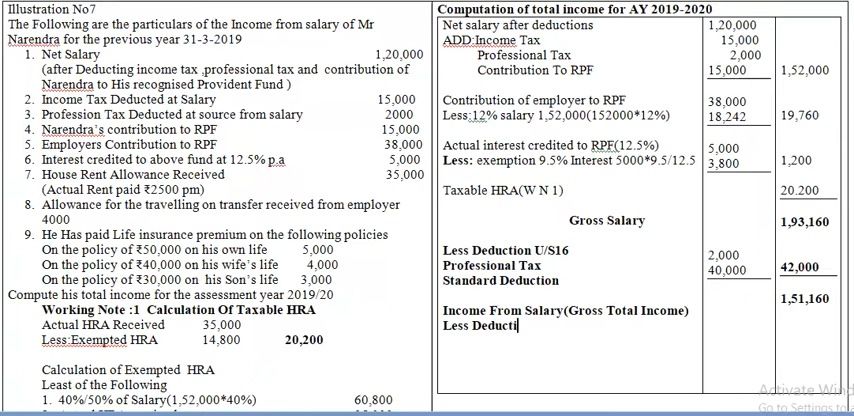 Illustration No7
The Following are the particulars of the Income from salary of Mr
Narendra for the previous year 31-3-2019
1. Net Salary 1,20,000
(after Deducting income tax ,professional tax and contribution of
Narendra to His recognised Provident Fund )
2. Income Tax Deducted at Salary 15,000
3. Profession Tax Deducted at source from salary 2000
4. Narendra's contribution to RPF 15,000
5. Employers Contribution to RPF 38,000
6. Interest credited to above fund at 12.5% p.a 5,000
7. House Rent Allowance Received 35,000
(Actual Rent paid ₹2500 pm)
8. Allowance for the travelling on transfer received from employer
4000
9. He Has paid Life insurance premium on the following policies
On the policy of ₹50,000 on his own life 5,000
On the policy of ₹40,000 on his wife's life 4,000
On the policy of ₹30,000 on his Son's life 3,000
Compute his total income for the assessment year 2019/20
Working Note :1 Calculation Of Taxable HRA
Actual HRA Received 35,000
Less:Exempted HRA 14,800 20,200
Calculation of Exempted HRA
Least of the Following
1. 40%/50% of Salary(1,52,000*40%) 60,800
Computation of total income for AY 2019-2020
Net salary after deductions 1,20,000
ADD:Income Tax 15,000
Professional Tax 2,000
Contribution To RPF 15,000 1,52,000
Contribution of employer to RPF 38,000
Less:12% salary 1,52,000(152000*12%) 18,242 19,760
Actual interest credited to RPF(12.5%) 5,000
Less: exemption 9.5% Interest 5000*9.5/12.5 3,800 1,200
Taxable HRA(W N 1) 20.200
Gross Salary 1,93,160
Less Deduction U/S16
Professional Tax 2,000
Standard Deduction 40,000 42,000
1,51,160
Income From Salary(Gross Total Income)
Less Deducti
Activate Wind
Go to Settings to a